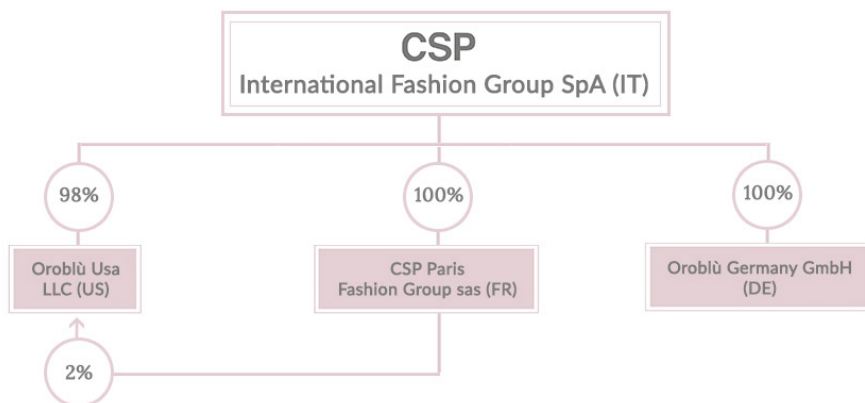 CSP
International Fashion Group SpA (IT)
98%
100%
100%
Oroblù Usa
LLC (US)
CSP Paris
Fashion Group sas (FR)
Oroblù Germany GmbH
(DE)
2%